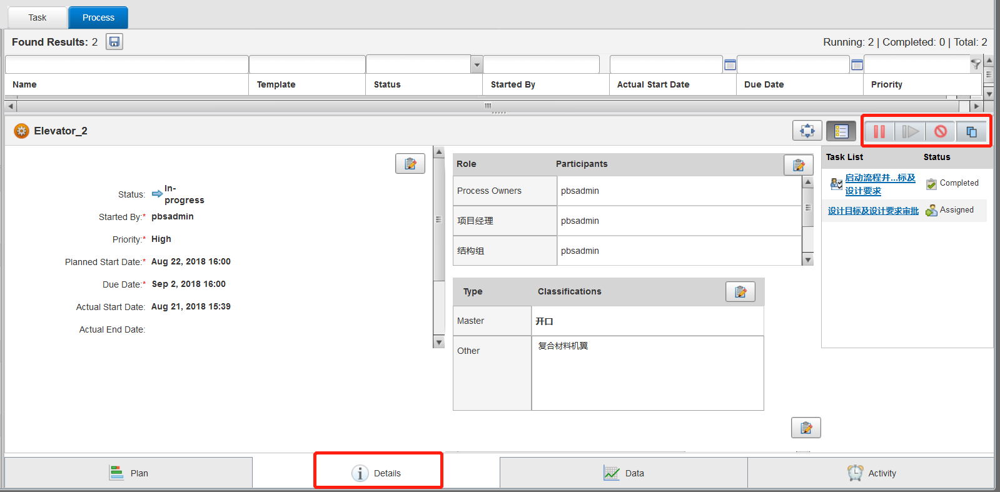 Task
Process
Found Results: 2
Running: 2 | Completed: 0 | Total: 2
Name
Template
Status
Started By
Actual Start Date
Due Date
Priority
Elevator_2
Status:
In-
progress
Started By:* pbsadmin
Priority:* High
Planned Start Date:* Aug 22, 2018 16:00
Due Date:* Sep 2, 2018 16:00
Actual Start Date: Aug 21, 2018 15:39
Actual End Date:
Role
Participants
Process Owners
pbsadmin
项目经理
pbsadmin
结构组
pbsadmin
Type
Classifications
Master
开口
Other
复合材料机翼
Task List
Status
启动流程并...标及
设计要求
Completed
设计目标及设计要求审批
Assigned
Plan
Details
Data
Activity